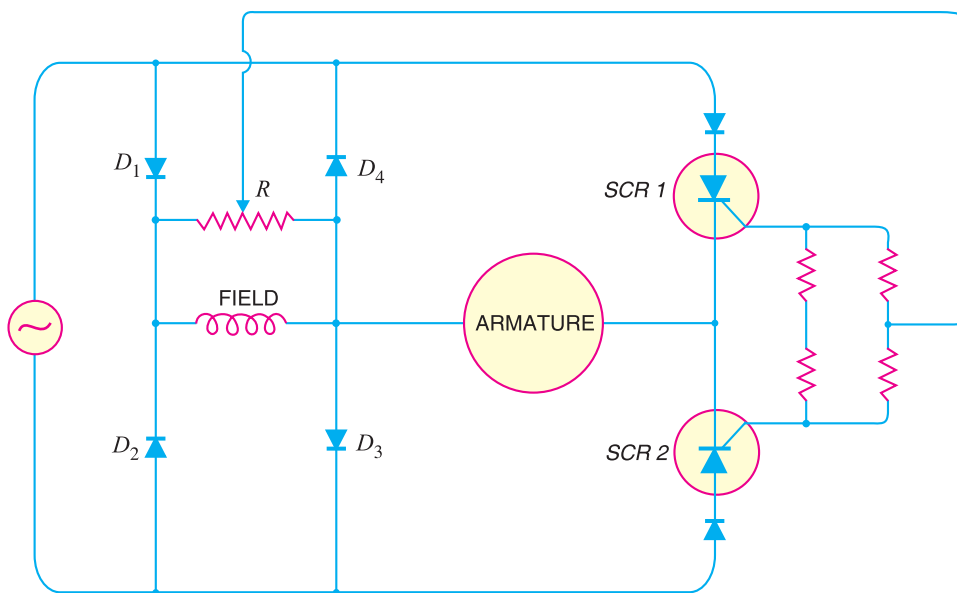 D1
R
D4
SCR 1
FIELD
ARMATURE
D2
D3
SCR 2